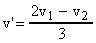 v' = (2v₁ − v₂) / 3